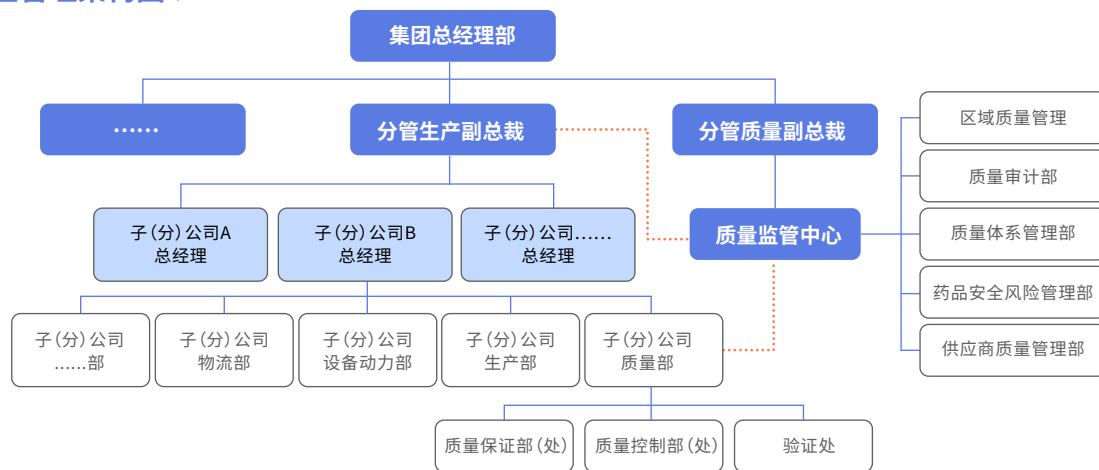 集团总经理部
……
分管生产副总裁
分管质量副总裁
区域质量管理
质量审计部
质量体系管理部
药品安全风险管理部
供应商质量管理部
质量监管中心
子(分)公司A
总经理
子(分)公司B
总经理
子(分)公司……
总经理
子(分)公司
……部
子(分)公司
物流部
子(分)公司
设备动力部
子(分)公司
生产部
子(分)公司
质量部
质量保证部(处)
质量控制部(处)
验证处